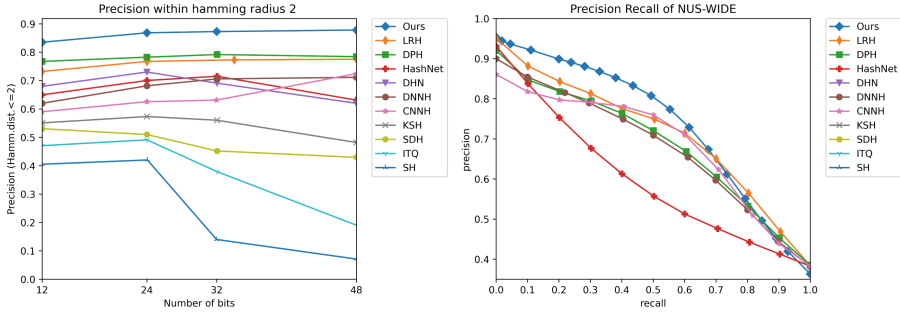 Precision within hamming radius 2
Precision (Hamm.dist.<=2)
0.9
0.8
0.7
0.6
0.5
0.4
0.3
0.2
0.1
0.0
12
24
32
48
Number of bits
Ours
LRH
DPH
HashNet
DHN
DNNH
CNNH
KSH
SDH
ITQ
SH
Precision Recall of NUS-WIDE
precision
1.0
0.9
0.8
0.7
0.6
0.5
0.4
0.0
0.1
0.2
0.3
0.4
0.5
0.6
0.7
0.8
0.9
1.0
recall
Ours
LRH
DPH
HashNet
DHN
DNNH
CNNH
KSH
SDH
ITQ
SH